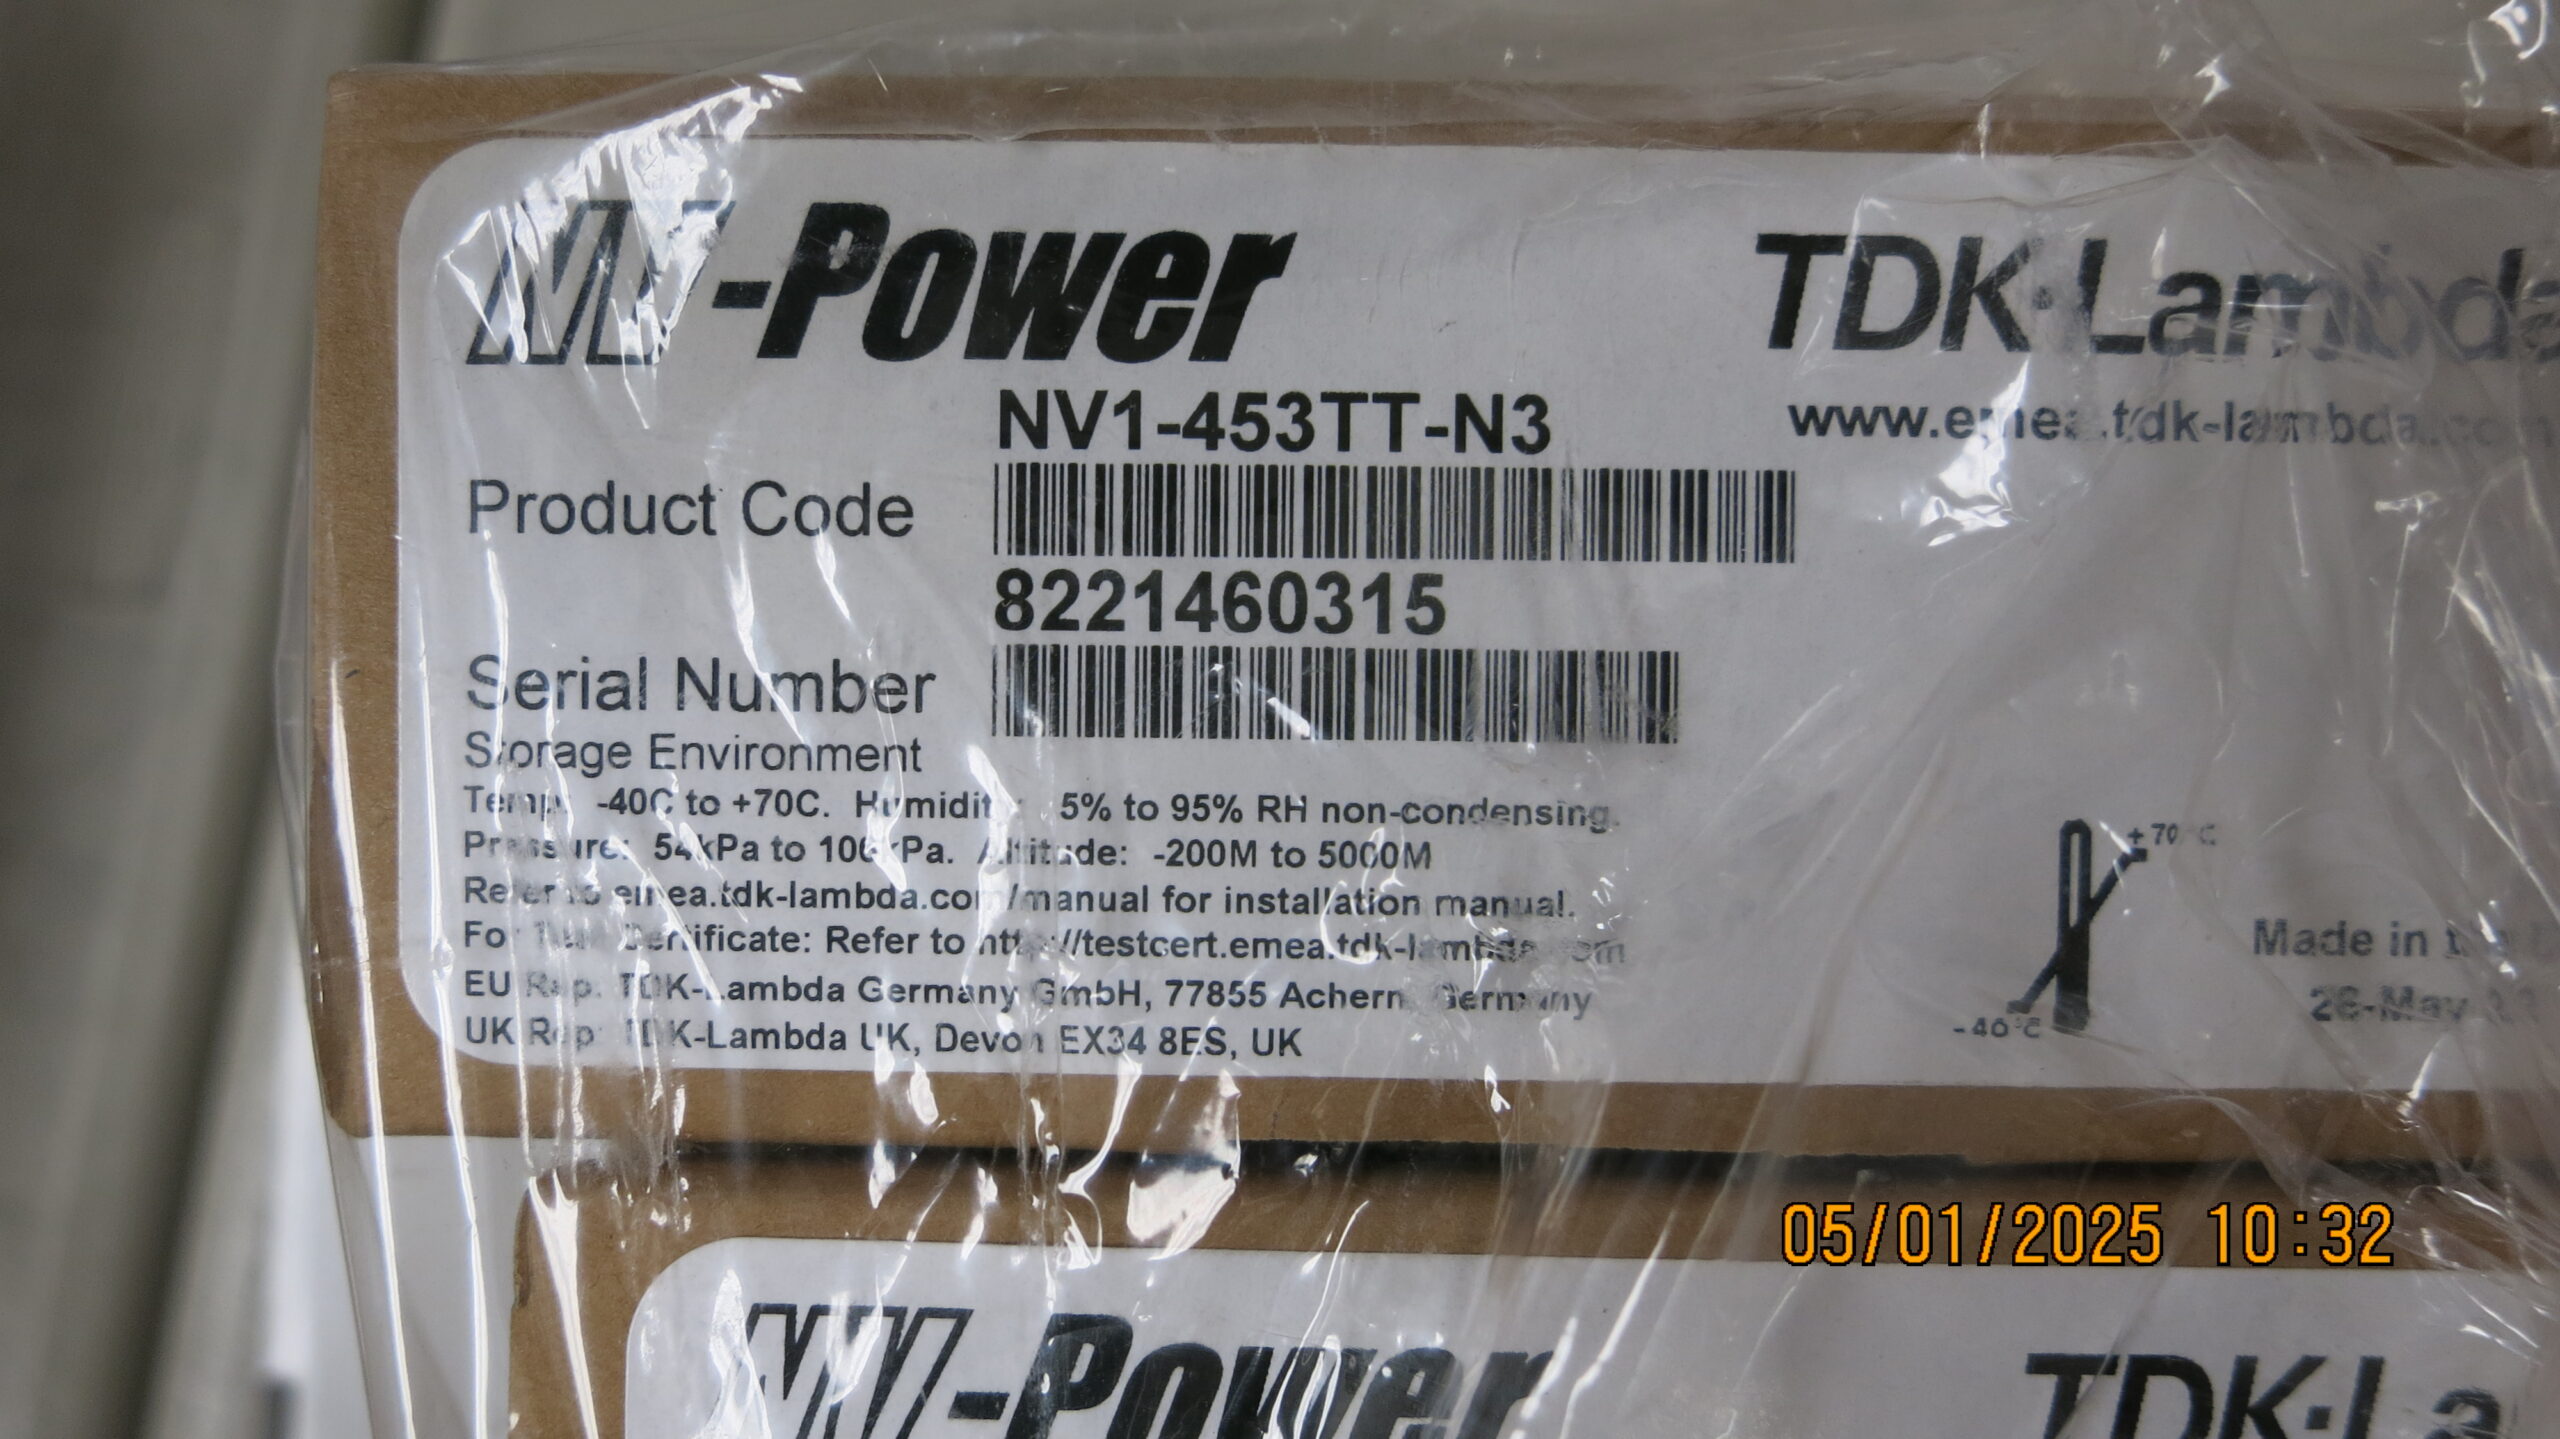 NV-Power
TDK·Lambda
NV1-453TT-N3
www.emea.tdk-lambda.com
Product Code
8221460315
Serial Number
Storage Environment
Temp: -40C to +70C. Humidity: 5% to 95% RH non-condensing.
Pressure: 54kPa to 106kPa. Altitude: -200M to 5000M
Refer to emea.tdk-lambda.com/manual for installation manual.
For Test Certificate: Refer to http://testcert.emea.tdk-lambda.com
EU Rep: TDK-Lambda Germany GmbH, 77855 Achern, Germany
UK Rep: TDK-Lambda UK, Devon EX34 8ES, UK
+70°C
-40°C
Made in the
28-May
05/01/2025 10:32
NV-Power
TDK·La